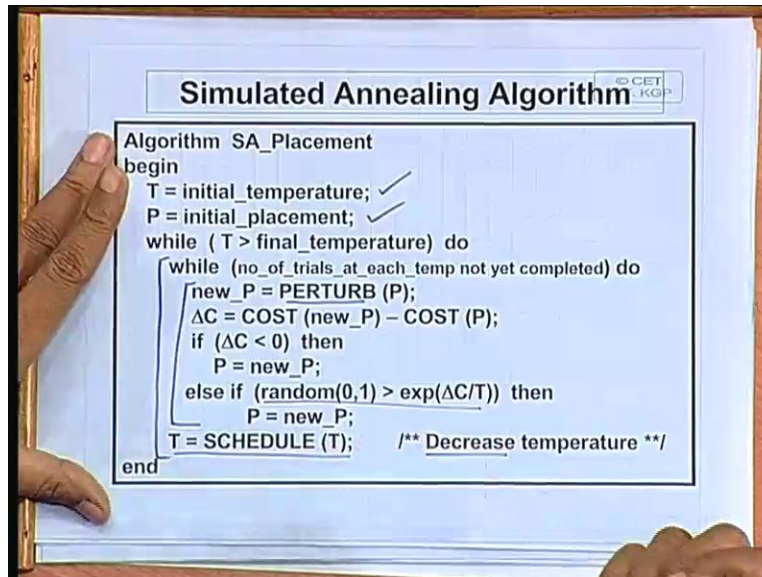 © CET
KGP
Simulated Annealing Algorithm
Algorithm SA_Placement
begin
T = initial_temperature;
P = initial_placement;
while ( T > final_temperature) do
while (no_of_trials_at_each_temp not yet completed) do
new_P = PERTURB (P);
ΔC = COST (new_P) – COST (P);
if (ΔC < 0) then
P = new_P;
else if (random(0,1) > exp(ΔC/T)) then
P = new_P;
T = SCHEDULE (T); /** Decrease temperature **/
end